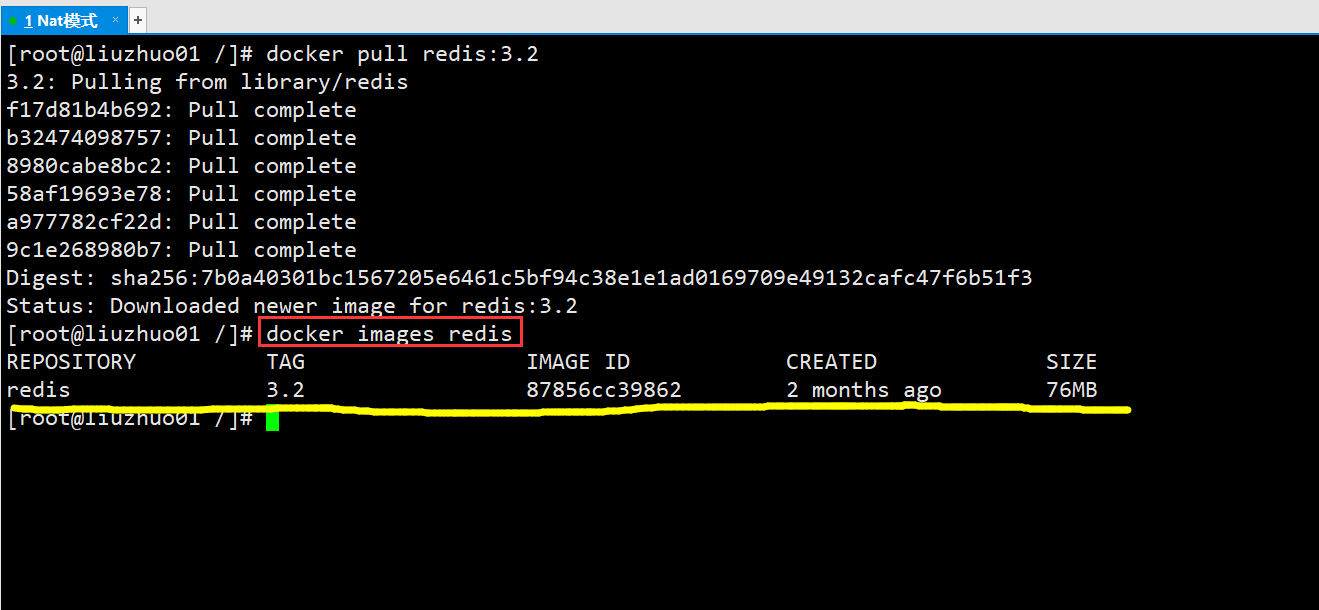 1 Nat模式 × +
[root@liuzhuo01 /]# docker pull redis:3.2
3.2: Pulling from library/redis
f17d81b4b692: Pull complete
b32474098757: Pull complete
8980cabe8bc2: Pull complete
58af19693e78: Pull complete
a977782cf22d: Pull complete
9c1e268980b7: Pull complete
Digest: sha256:7b0a40301bc1567205e6461c5bf94c38e1e1ad0169709e49132cafc47f6b51f3
Status: Downloaded newer image for redis:3.2
[root@liuzhuo01 /]# docker images redis
REPOSITORY TAG IMAGE ID CREATED SIZE
redis 3.2 87856cc39862 2 months ago 76MB
[root@liuzhuo01 /]#